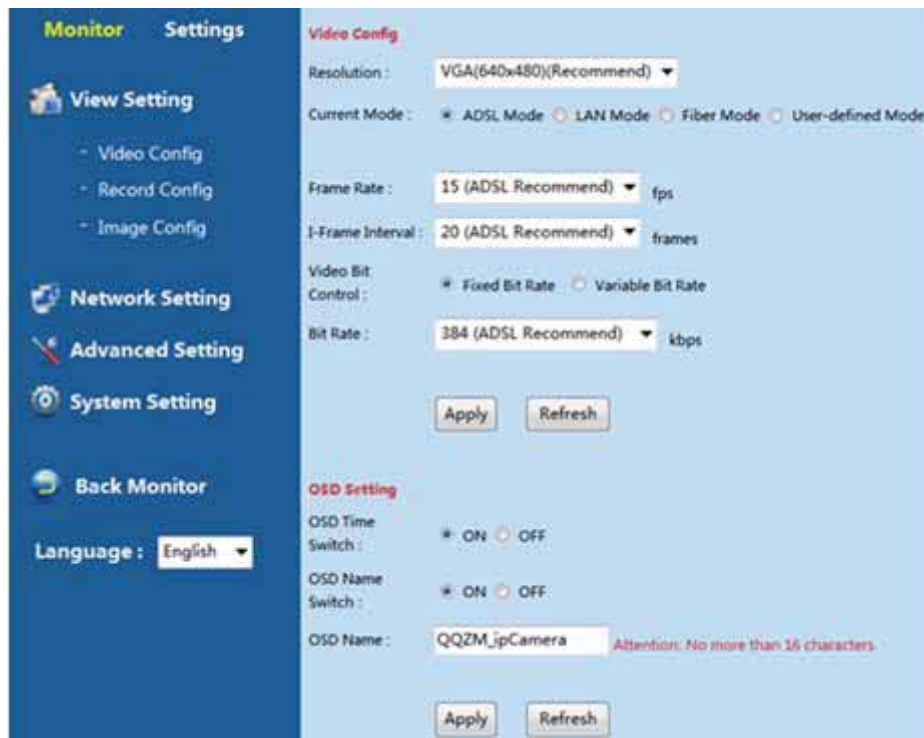 Monitor Settings
View Setting
- Video Config
- Record Config
- Image Config
Network Setting
Advanced Setting
System Setting
Back Monitor
Language : English
Video Config
Resolution : VGA(640x480)(Recommend)
Current Mode : ADSL Mode LAN Mode Fiber Mode User-defined Mode
Frame Rate : 15 (ADSL Recommend) fps
I-Frame Interval : 20 (ADSL Recommend) frames
Video Bit
Control : Fixed Bit Rate Variable Bit Rate
Bit Rate : 384 (ADSL Recommend) kbps
Apply Refresh
OSD Setting
OSD Time
Switch : ON OFF
OSD Name
Switch : ON OFF
OSD Name : QQZM_ipCamera Attention: No more than 16 characters
Apply Refresh